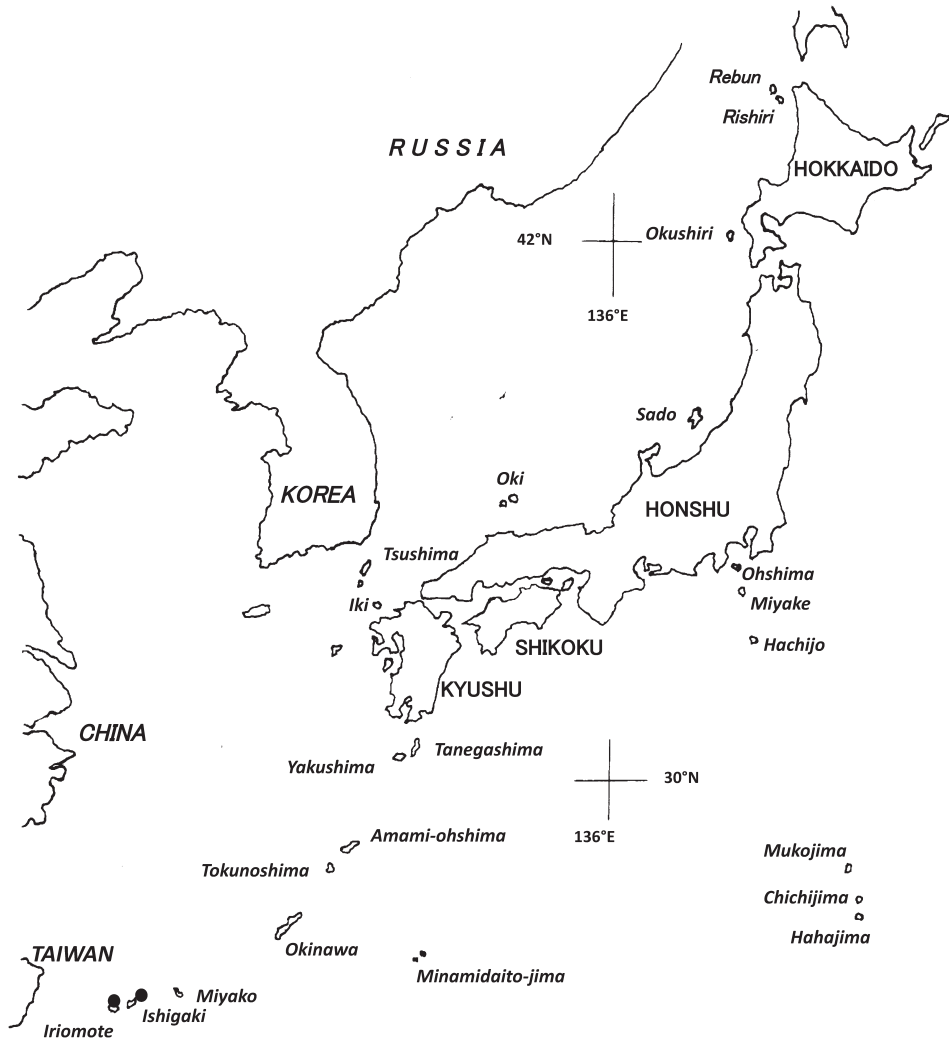 Rebun
Rishiri
RUSSIA
HOKKAIDO
42°N
Okushiri
136°E
Sado
Oki
KOREA
HONSHU
Tsushima
Ohshima
Iki
Miyake
SHIKOKU
Hachijo
KYUSHU
CHINA
Tanegashima
Yakushima
30°N
136°E
Amami-ohshima
Mukojima
Tokunoshima
Chichijima
Hahajima
Okinawa
TAIWAN
Minamidaito-jima
Miyako
Ishigaki
Iriomote